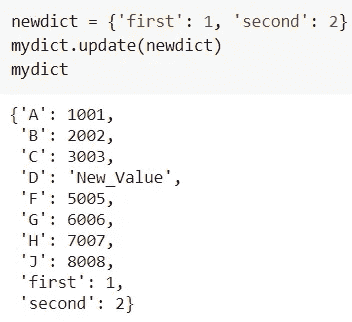 newdict = {'first': 1, 'second': 2}
mydict.update(newdict)
mydict
{'A': 1001,
 'B': 2002,
 'C': 3003,
 'D': 'New_Value',
 'F': 5005,
 'G': 6006,
 'H': 7007,
 'J': 8008,
 'first': 1,
 'second': 2}